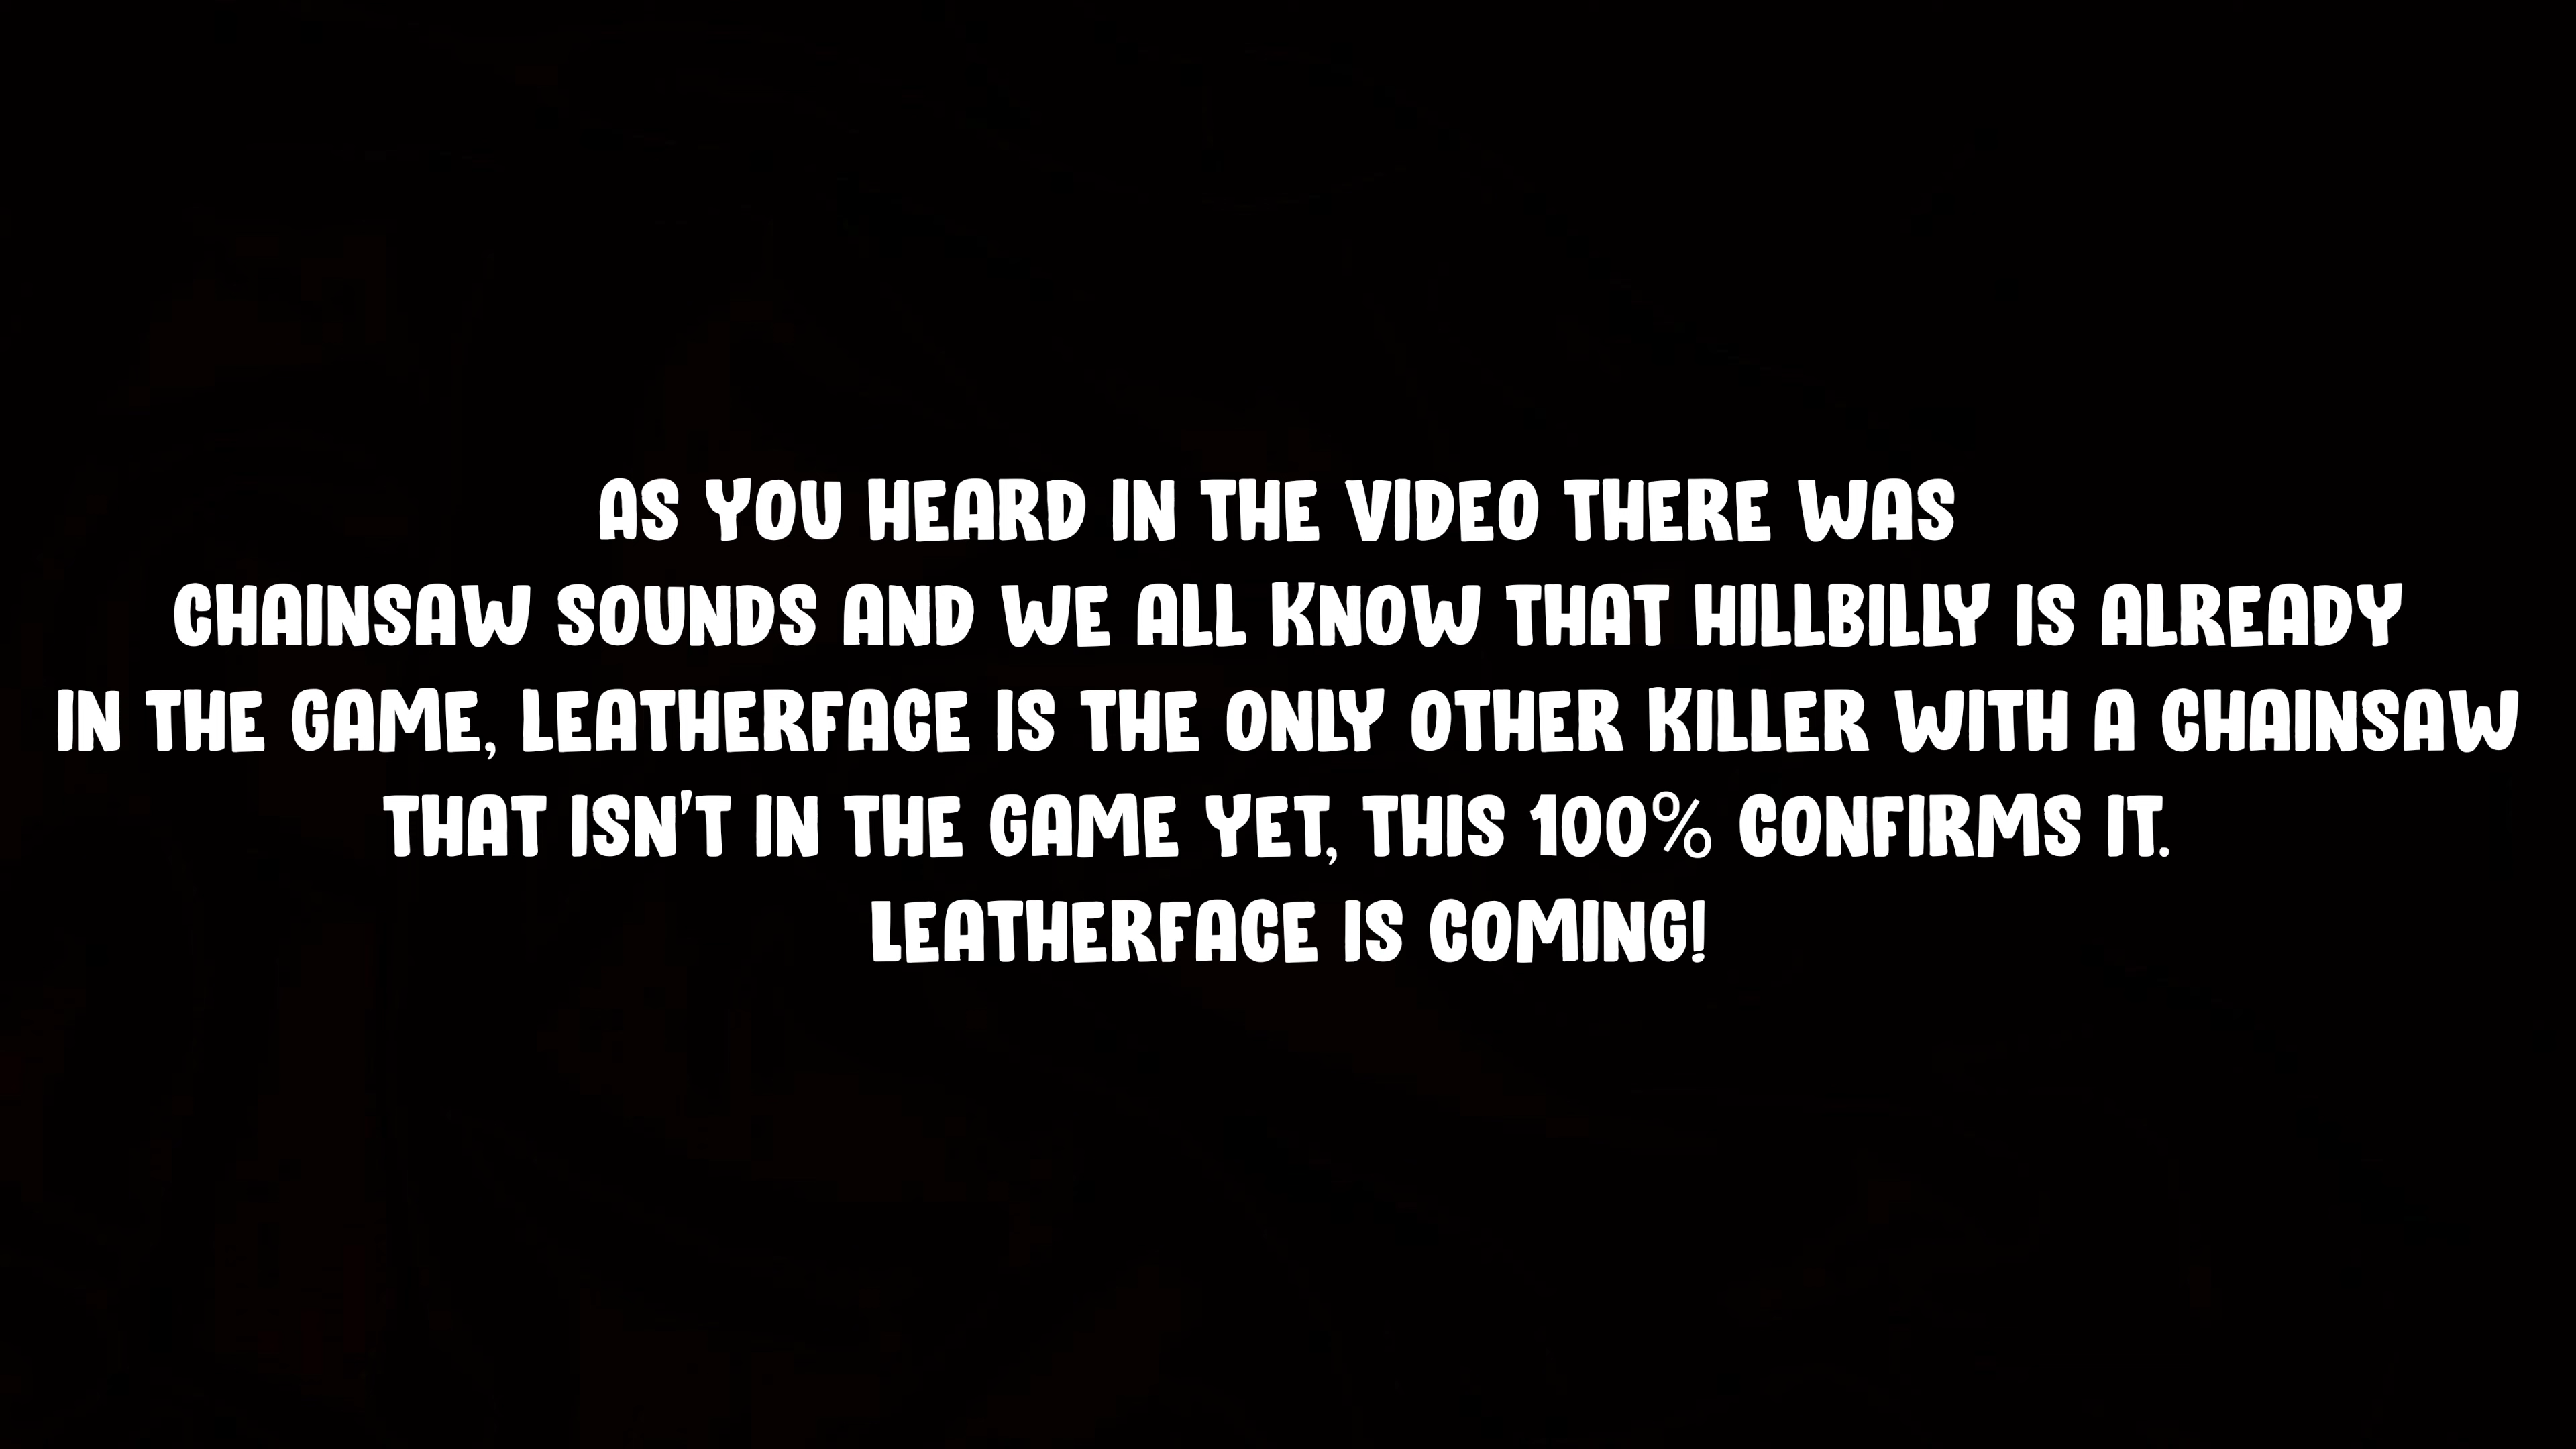 AS YOU HEARD IN THE VIDEO THERE WAS
CHAINSAW SOUNDS AND WE ALL KNOW THAT HILLBILLY IS ALREADY
IN THE GAME, LEATHERFACE IS THE ONLY OTHER KILLER WITH A CHAINSAW
THAT ISN'T IN THE GAME YET, THIS 100% CONFIRMS IT.
LEATHERFACE IS COMING!